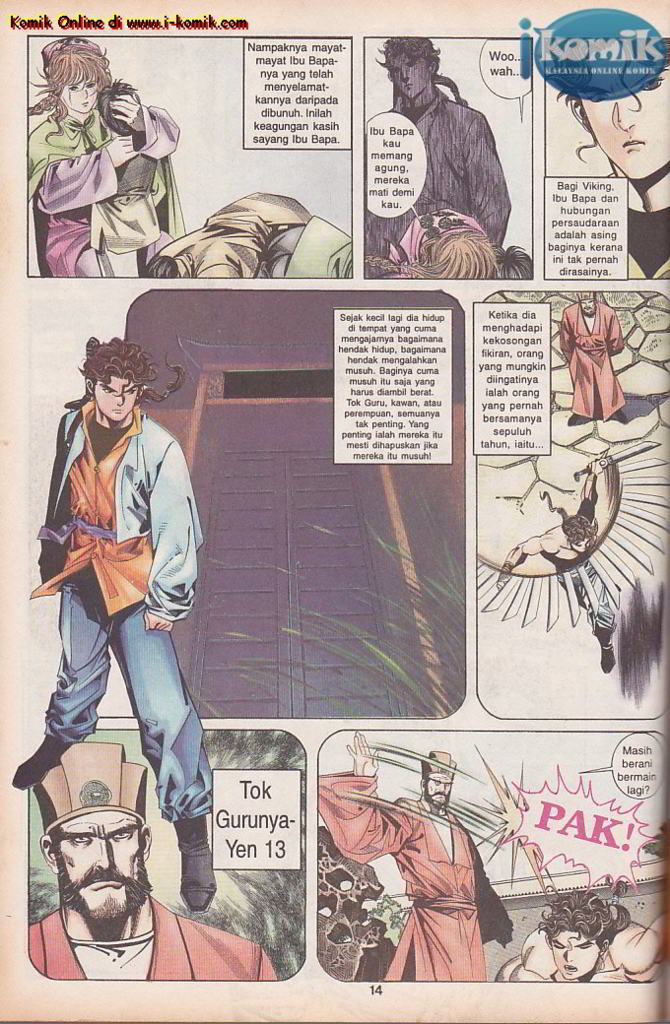 Komik Online di www.i-komik.com
ikomik
MALAYSIA ONLINE KOMIK
Nampaknya mayat-
mayat Ibu Bapa-
nya yang telah
menyelamat-
kannya daripada
dibunuh. Inilah
keagungan kasih
sayang Ibu Bapa.
Ibu Bapa
kau
memang
agung,
mereka
mati demi
kau.
Woo..
wah..
Bagi Viking,
Ibu Bapa dan
hubungan
persaudaraan
adalah asing
baginya kerana
ini tak pernah
dirasainya.
Sejak kecil lagi dia hidup
di tempat yang cuma
mengajarnya bagaimana
hendak hidup, bagaimana
hendak mengalahkan
musuh. Baginya cuma
musuh itu saja yang
harus diambil berat.
Tok Guru, kawan, atau
perempuan, semuanya
tak penting. Yang
penting ialah mereka itu
mesti dihapuskan jika
mereka itu musuh!
Ketika dia
menghadapi
kekosongan
fikiran, orang
yang mungkin
diingatinya
ialah orang
yang pernah
bersamanya
sepuluh
tahun, iaitu...
Tok
Gurunya-
Yen 13
Masih
berani
bermain
lagi?
PAK!
14
Komik Online di www.i-komik.com